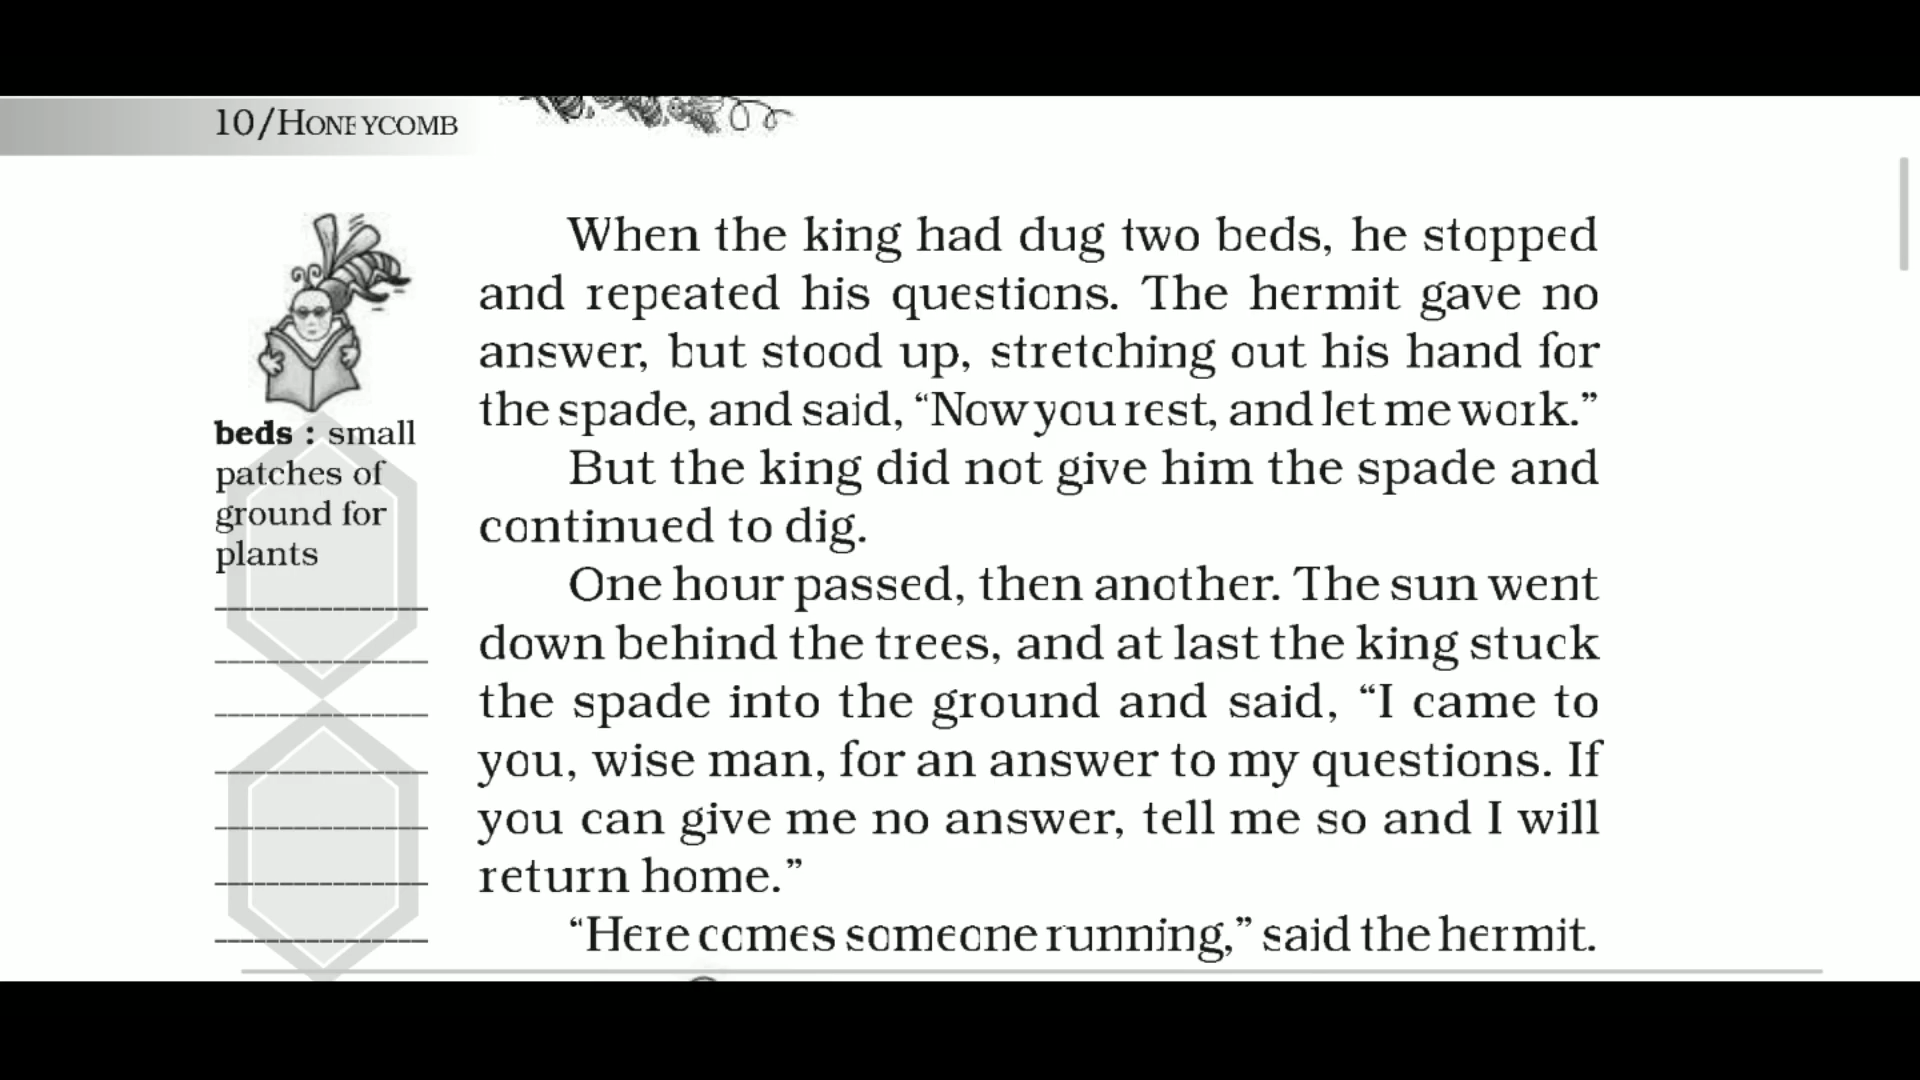 10/HONEYCOMB
When the king had dug two beds, he stopped
and repeated his questions. The hermit gave no
answer, but stood up, stretching out his hand for
the spade, and said, “Now you rest, and let me work.”
But the king did not give him the spade and
continued to dig.
One hour passed, then another. The sun went
down behind the trees, and at last the king stuck
the spade into the ground and said, “I came to
you, wise man, for an answer to my questions. If
you can give me no answer, tell me so and I will
return home.”
“Here comes someone running,” said the hermit.
beds : small
patches of
ground for
plants